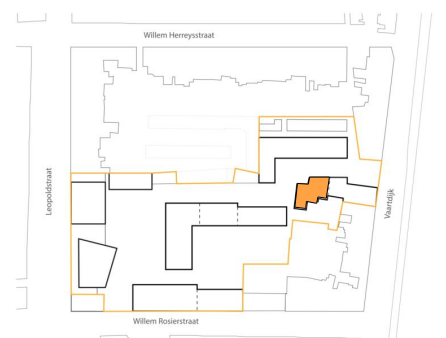 Willem Herreysstraat
Leopoldstraat
Vaartdijk
Willem Rosierstraat